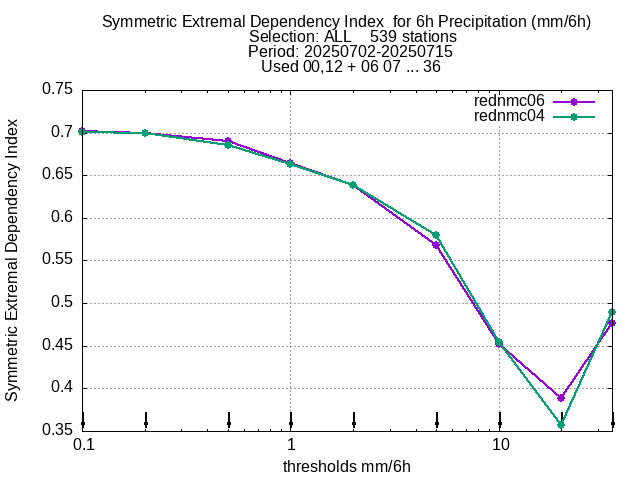 Symmetric Extremal Dependency Index  for 6h Precipitation (mm/6h)
Selection: ALL    539 stations
Period: 20250702-20250715
Used 00,12 + 06 07 ... 36
rednmc06
rednmc04
Symmetric Extremal Dependency Index
0.75
0.7
0.65
0.6
0.55
0.5
0.45
0.4
0.35
0.1 1 10
thresholds mm/6h